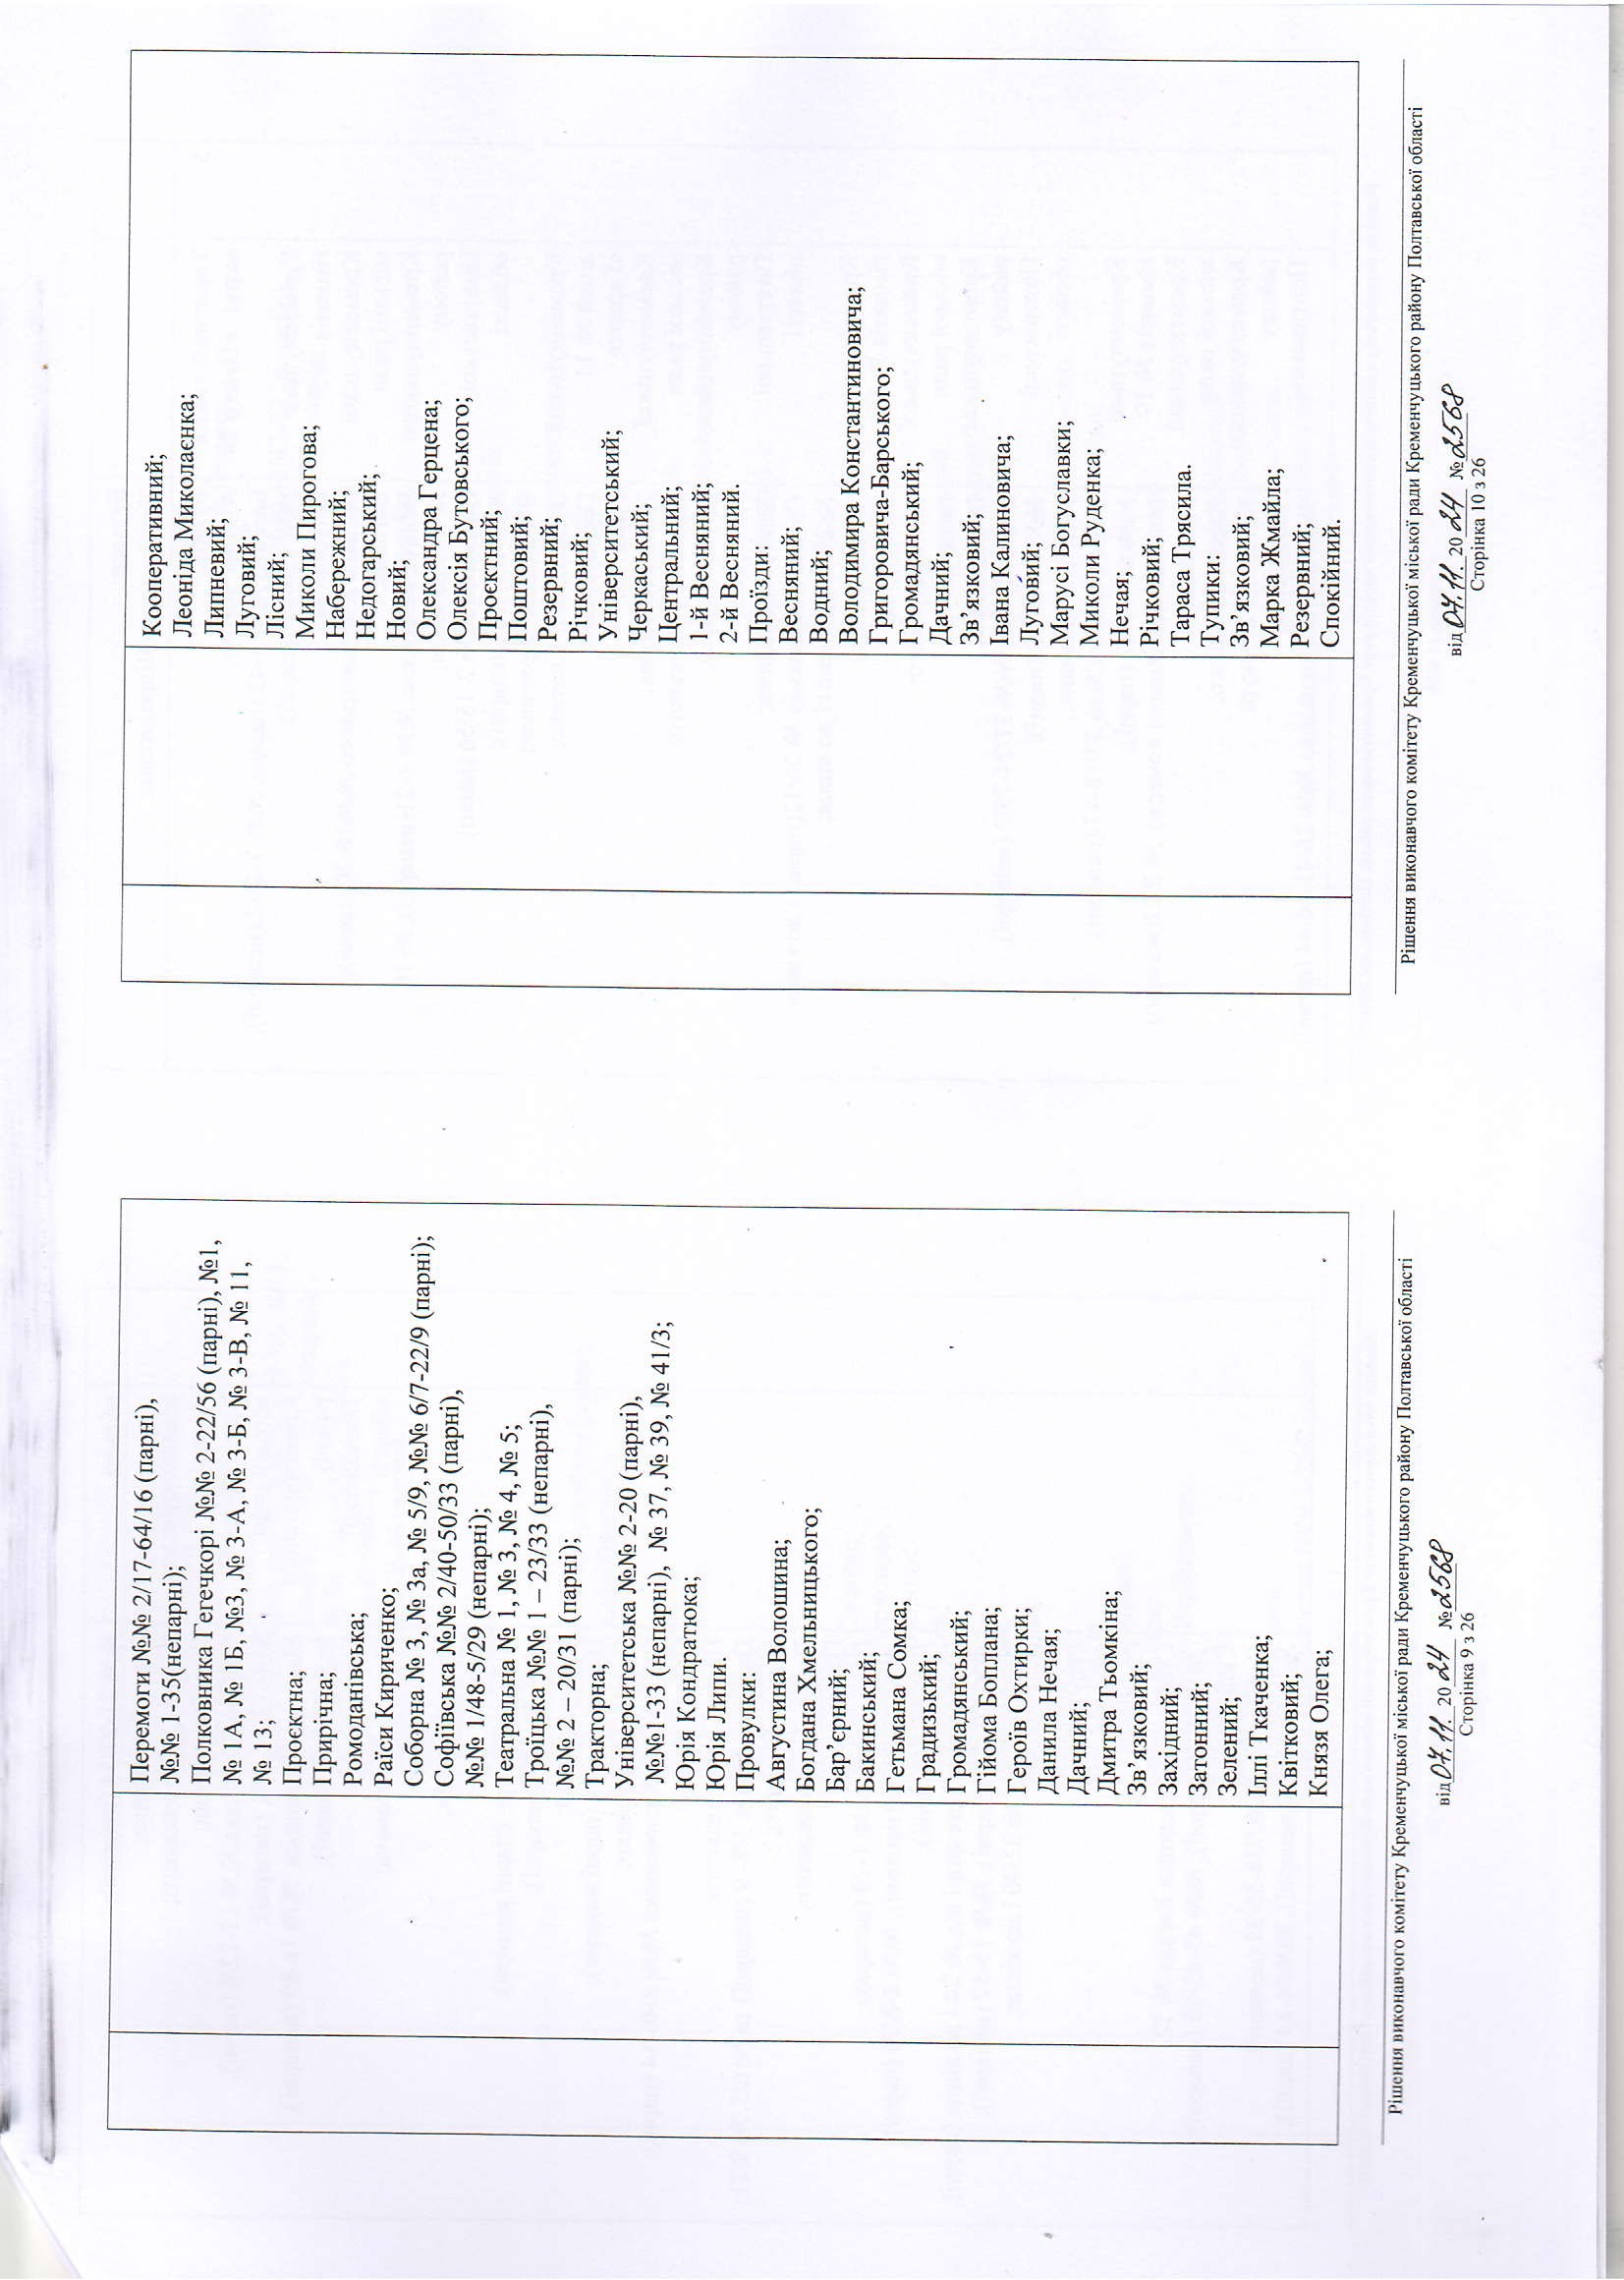 Перемоги №№ 2/17-64/16 (парні),
№№ 1-35(непарні);
Полковника Гегечкорі №№ 2-22/56 (парні), №1,
№ 1А, № 1Б, №3, № 3-А, № 3-Б, № 3-В, № 11,
№ 13;
Проєктна;
Прирічна;
Ромоданівська;
Раїси Кириченко;
Соборна № 3, № 3а, № 5/9, №№ 6/7-22/9 (парні);
Софіївська №№ 2/40-50/33 (парні),
№№ 1/48-5/29 (непарні);
Театральна № 1, № 3, № 4, № 5;
Троїцька №№ 1 – 23/33 (непарні),
№№ 2 – 20/31 (парні);
Тракторна;
Університетська №№ 2-20 (парні),
№№1-33 (непарні), № 37, № 39, № 41/3;
Юрія Кондратюка;
Юрія Липи.
Провулки:
Августина Волошина;
Богдана Хмельницького;
Бар’єрний;
Бакинський;
Гетьмана Сомка;
Градизький;
Громадянський;
Гійома Боплана;
Героїв Охтирки;
Данила Нечая;
Дачний;
Дмитра Тьомкіна;
Зв’язковий;
Західний;
Затонний;
Зелений;
Іллі Ткаченка;
Квітковий;
Князя Олега;
Рішення виконавчого комітету Кременчуцької міської ради Кременчуцького району Полтавської області
від 07.11. 20 24 № 2568
Сторінка 9 з 26
Кооперативний;
Леоніда Миколаєнка;
Липневий;
Луговий;
Лісний;
Миколи Пирогова;
Набережний;
Недогарський;
Новий;
Олександра Герцена;
Олексія Бутовського;
Проєктний;
Поштовий;
Резервний;
Річковий;
Університетський;
Черкаський;
Центральний;
1-й Весняний;
2-й Весняний.
Проїзди:
Весняний;
Водний;
Володимира Константиновича;
Григоровича-Барського;
Громадянський;
Дачний;
Зв’язковий;
Івана Калиновича;
Луговий;
Марусі Богуславки;
Миколи Руденка;
Нечая;
Річковий;
Тараса Трясила.
Тупики:
Зв’язковий;
Марка Жмайла;
Резервний;
Спокійний.
Рішення виконавчого комітету Кременчуцької міської ради Кременчуцького району Полтавської області
від 07.11. 20 24 № 2568
Сторінка 10 з 26